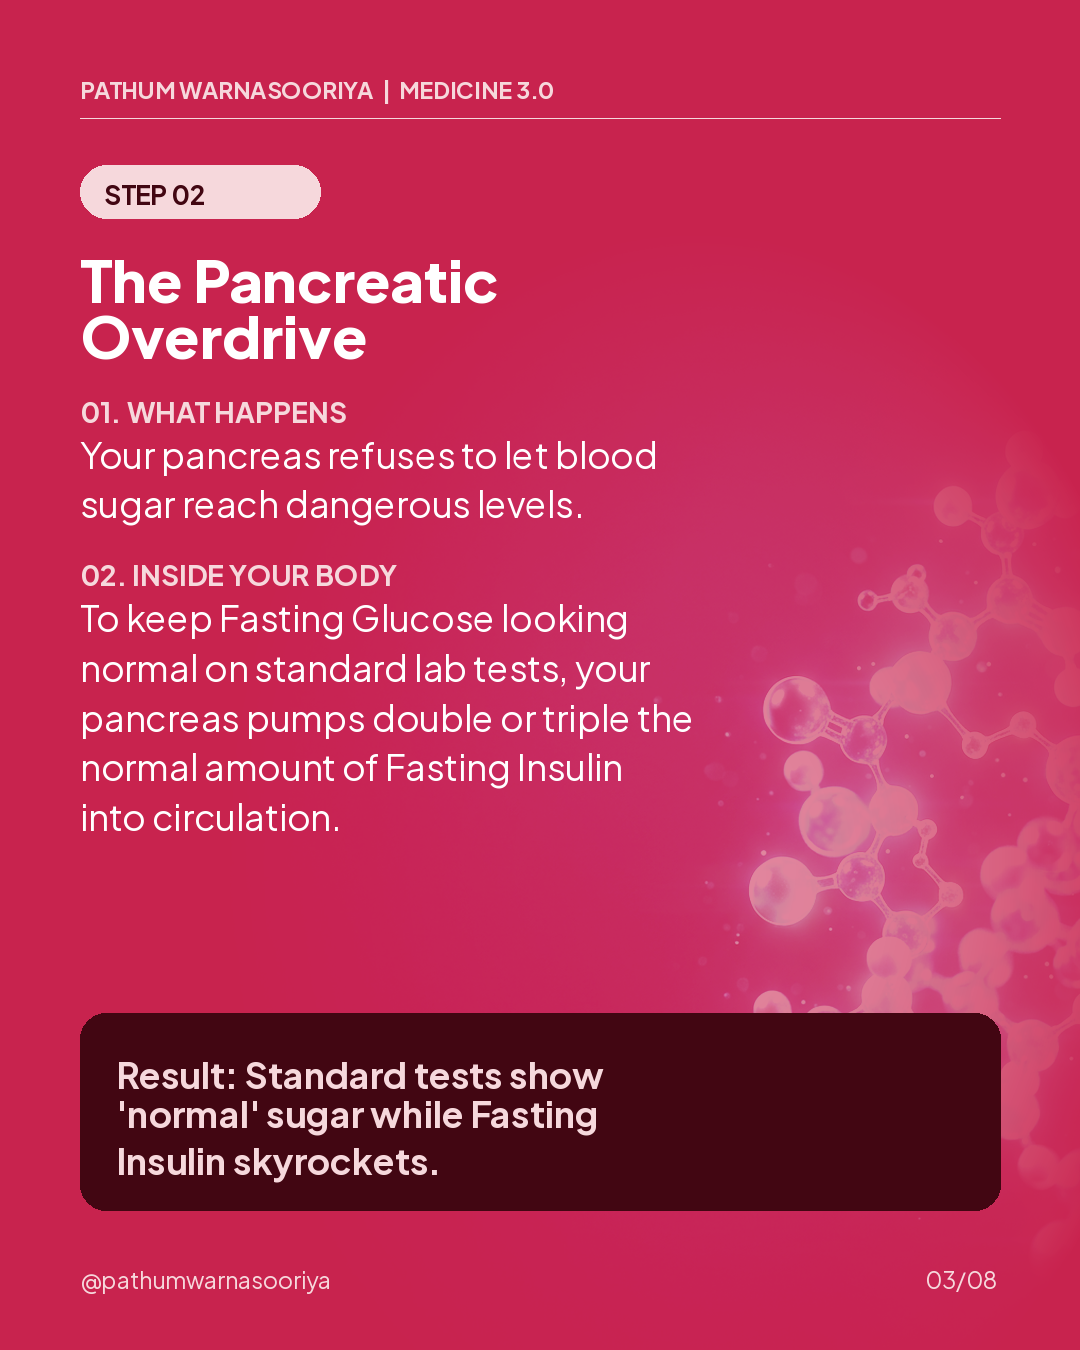 PATHUM WARNASOORIYA | MEDICINE 3.0
STEP 02
The Pancreatic
Overdrive
01. WHAT HAPPENS
Your pancreas refuses to let blood
sugar reach dangerous levels.
02. INSIDE YOUR BODY
To keep Fasting Glucose looking
normal on standard lab tests, your
pancreas pumps double or triple the
normal amount of Fasting Insulin
into circulation.
Result: Standard tests show
'normal' sugar while Fasting
Insulin skyrockets.
@pathumwarnasooriya
03/08